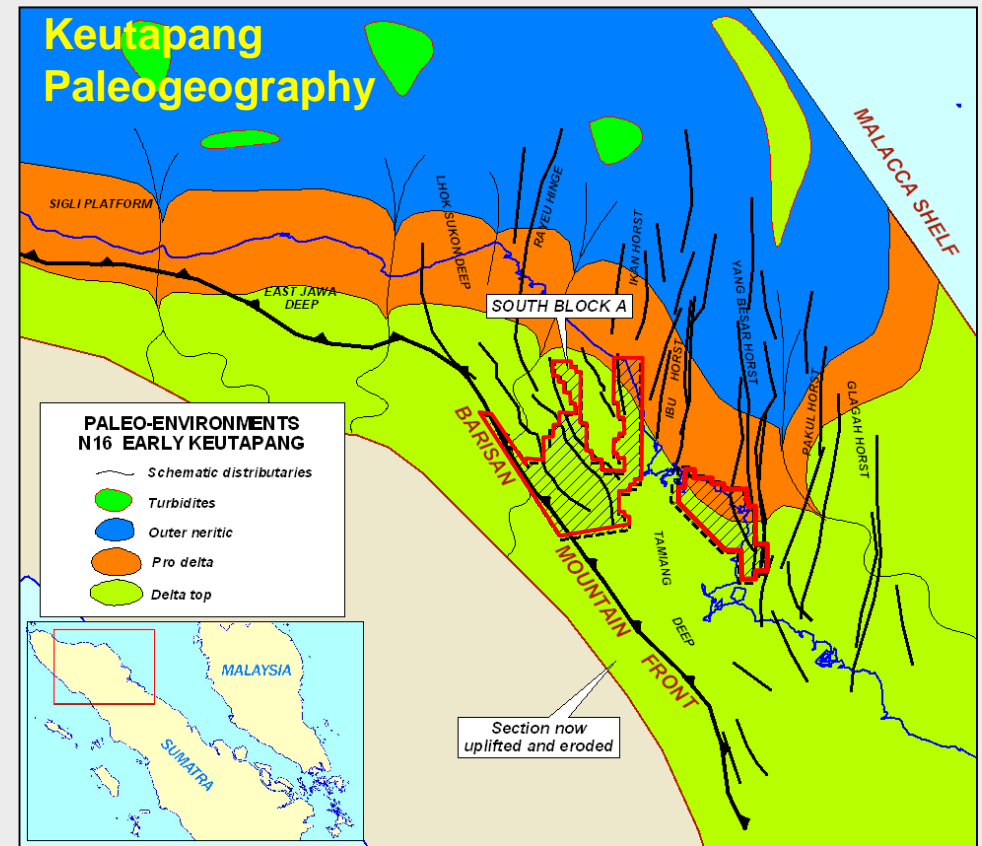 Keutapang
Paleogeography
MALACCA SHELF
SIGLI PLATFORM
LHOK SUKON DEEP
RAYEU HINGE
IKAN HORST
EAST JAWA
DEEP
SOUTH BLOCK A
YANG BESAR HORST
IBU HORST
PAKUL HORST
GLAGAH HORST
BARISAN
MOUNTAIN
FRONT
TAMIANG
DEEP
PALEO-ENVIRONMENTS
N16 EARLY KEUTAPANG
Schematic distributaries
Turbidites
Outer neritic
Pro delta
Delta top
MALAYSIA
SUMATRA
Section now
uplifted and eroded